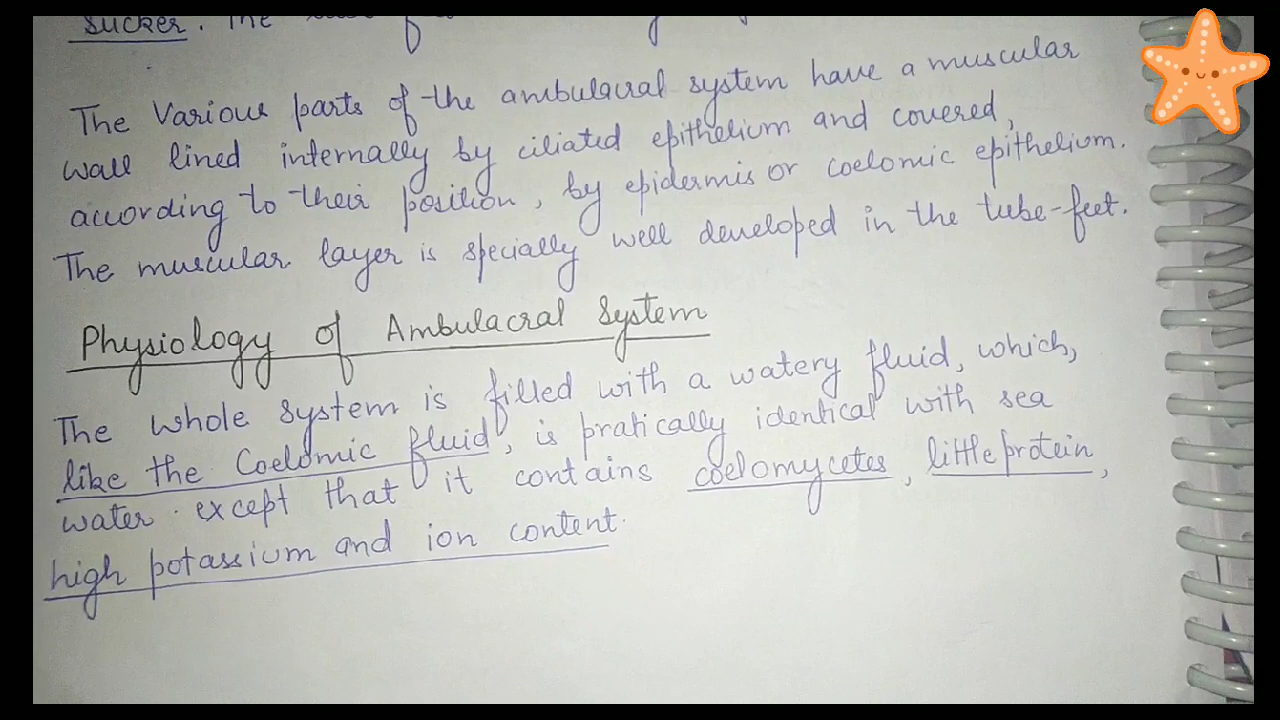 sucker. The
The Various parts of the ambulacral system have a muscular
wall lined internally by ciliated epithelium and covered,
according to their position, by epidermis or coelomic epithelium.
The muscular layer is specially well developed in the tube-feet.
Physiology of Ambulacral System
The whole system is filled with a watery fluid, which,
like the Coelomic fluid, is pratically identical with sea
water except that it contains coelomycetes, little protein,
high potassium and ion content.